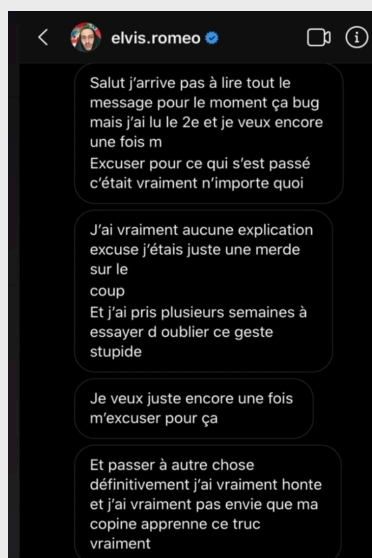 elvis.romeo
Salut j’arrive pas à lire tout le
message pour le moment ça bug
mais j’ai lu le 2e et je veux encore
une fois m
Excuser pour ce qui s’est passé
c’était vraiment n’importe quoi
J’ai vraiment aucune explication
excuse j’étais juste une merde
sur le
coup
Et j’ai pris plusieurs semaines à
essayer d oublier ce geste
stupide
Je veux juste encore une fois
m’excuser pour ça
Et passer à autre chose
définitivement j’ai vraiment honte
et j’ai vraiment pas envie que ma
copine apprenne ce truc
vraiment